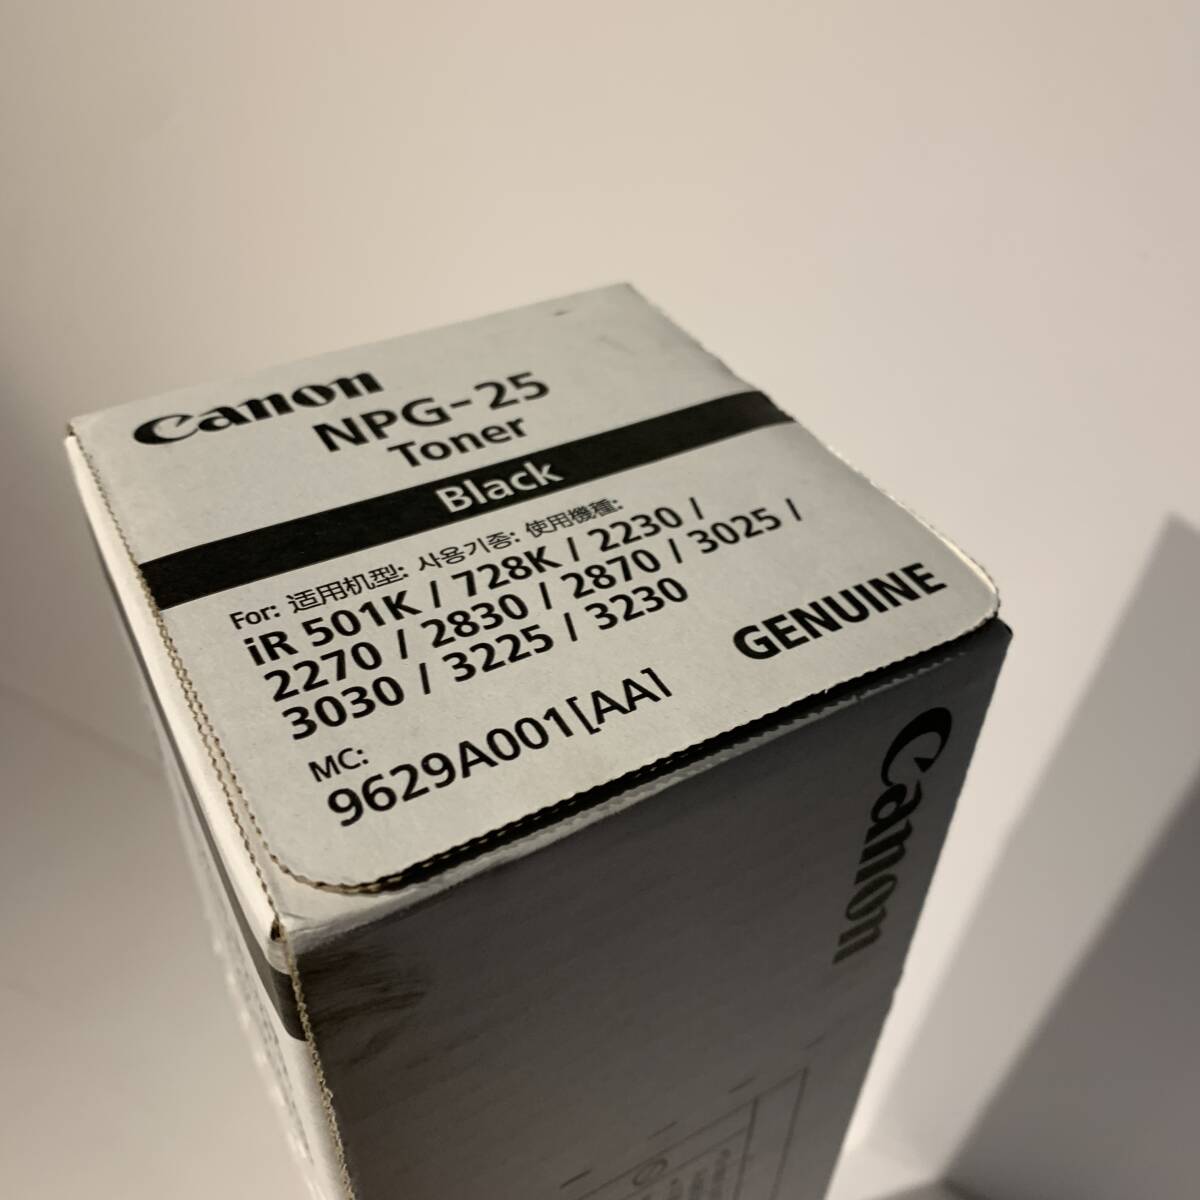 Canon
NPG-25
Toner
Black
For: 适用机型: 사용기종: 使用機種:
iR 501K / 728K / 2230 /
2270 / 2830 / 2870 / 3025 /
3030 / 3225 / 3230
MC:
9629A001[AA]
GENUINE
Canon